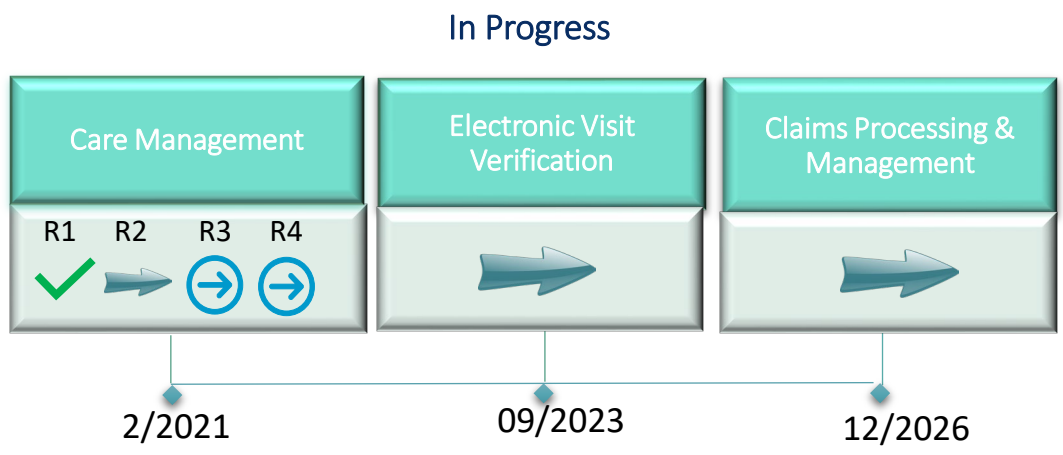 In Progress
Care Management
Electronic Visit
Verification
Claims Processing &
Management
R1 R2 R3 R4
2/2021
09/2023
12/2026